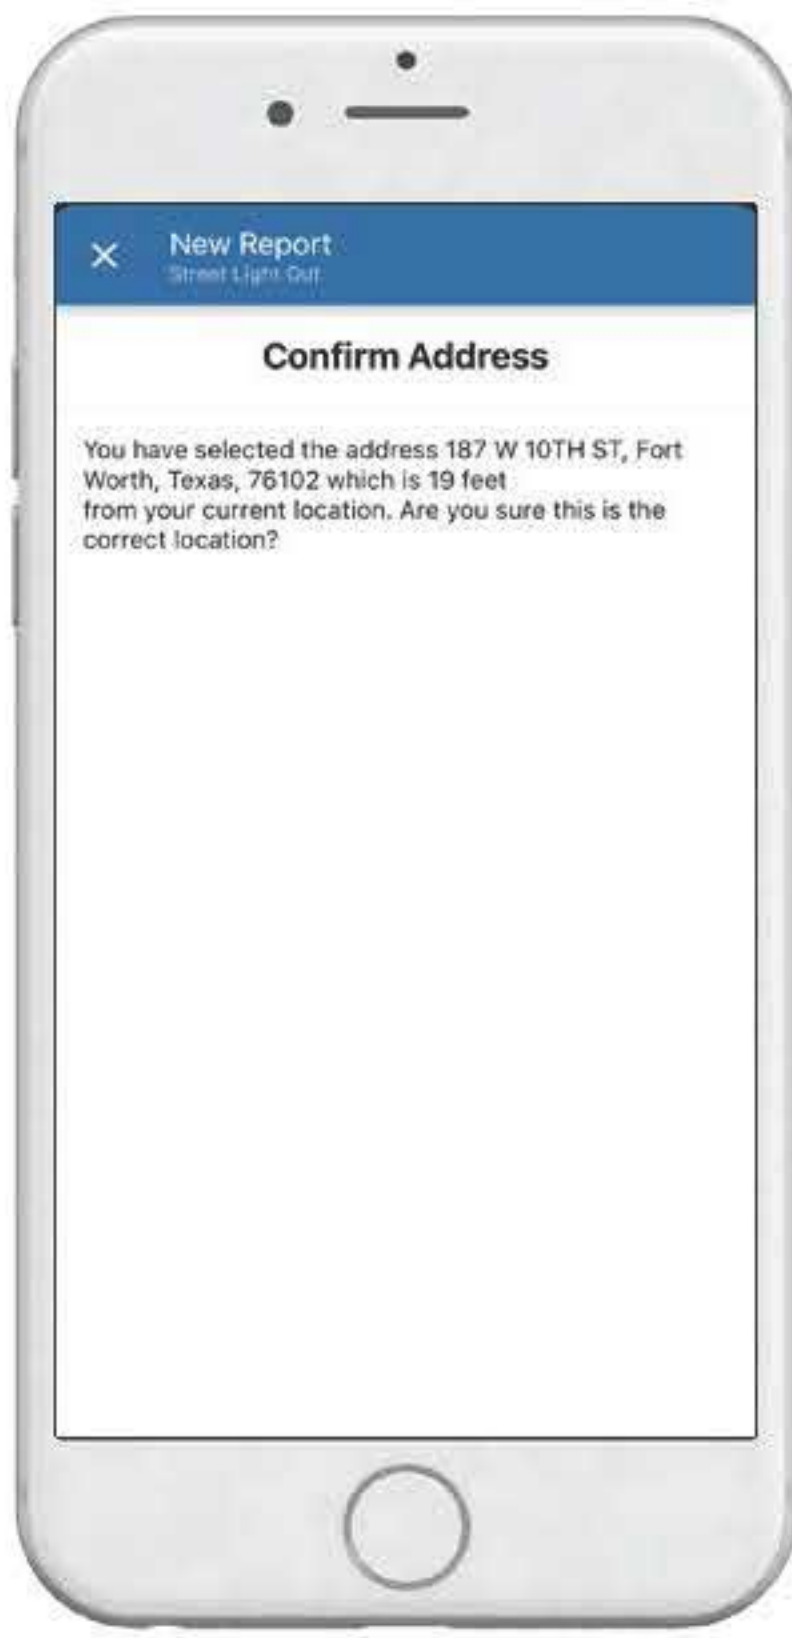 New Report
Street Light Out
Confirm Address
You have selected the address 187 W 10TH ST, Fort
Worth, Texas, 76102 which is 19 feet
from your current location. Are you sure this is the
correct location?